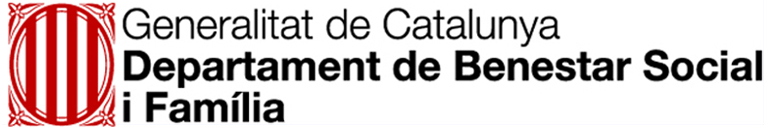 Generalitat de Catalunya
Departament de Benestar Social
i Família